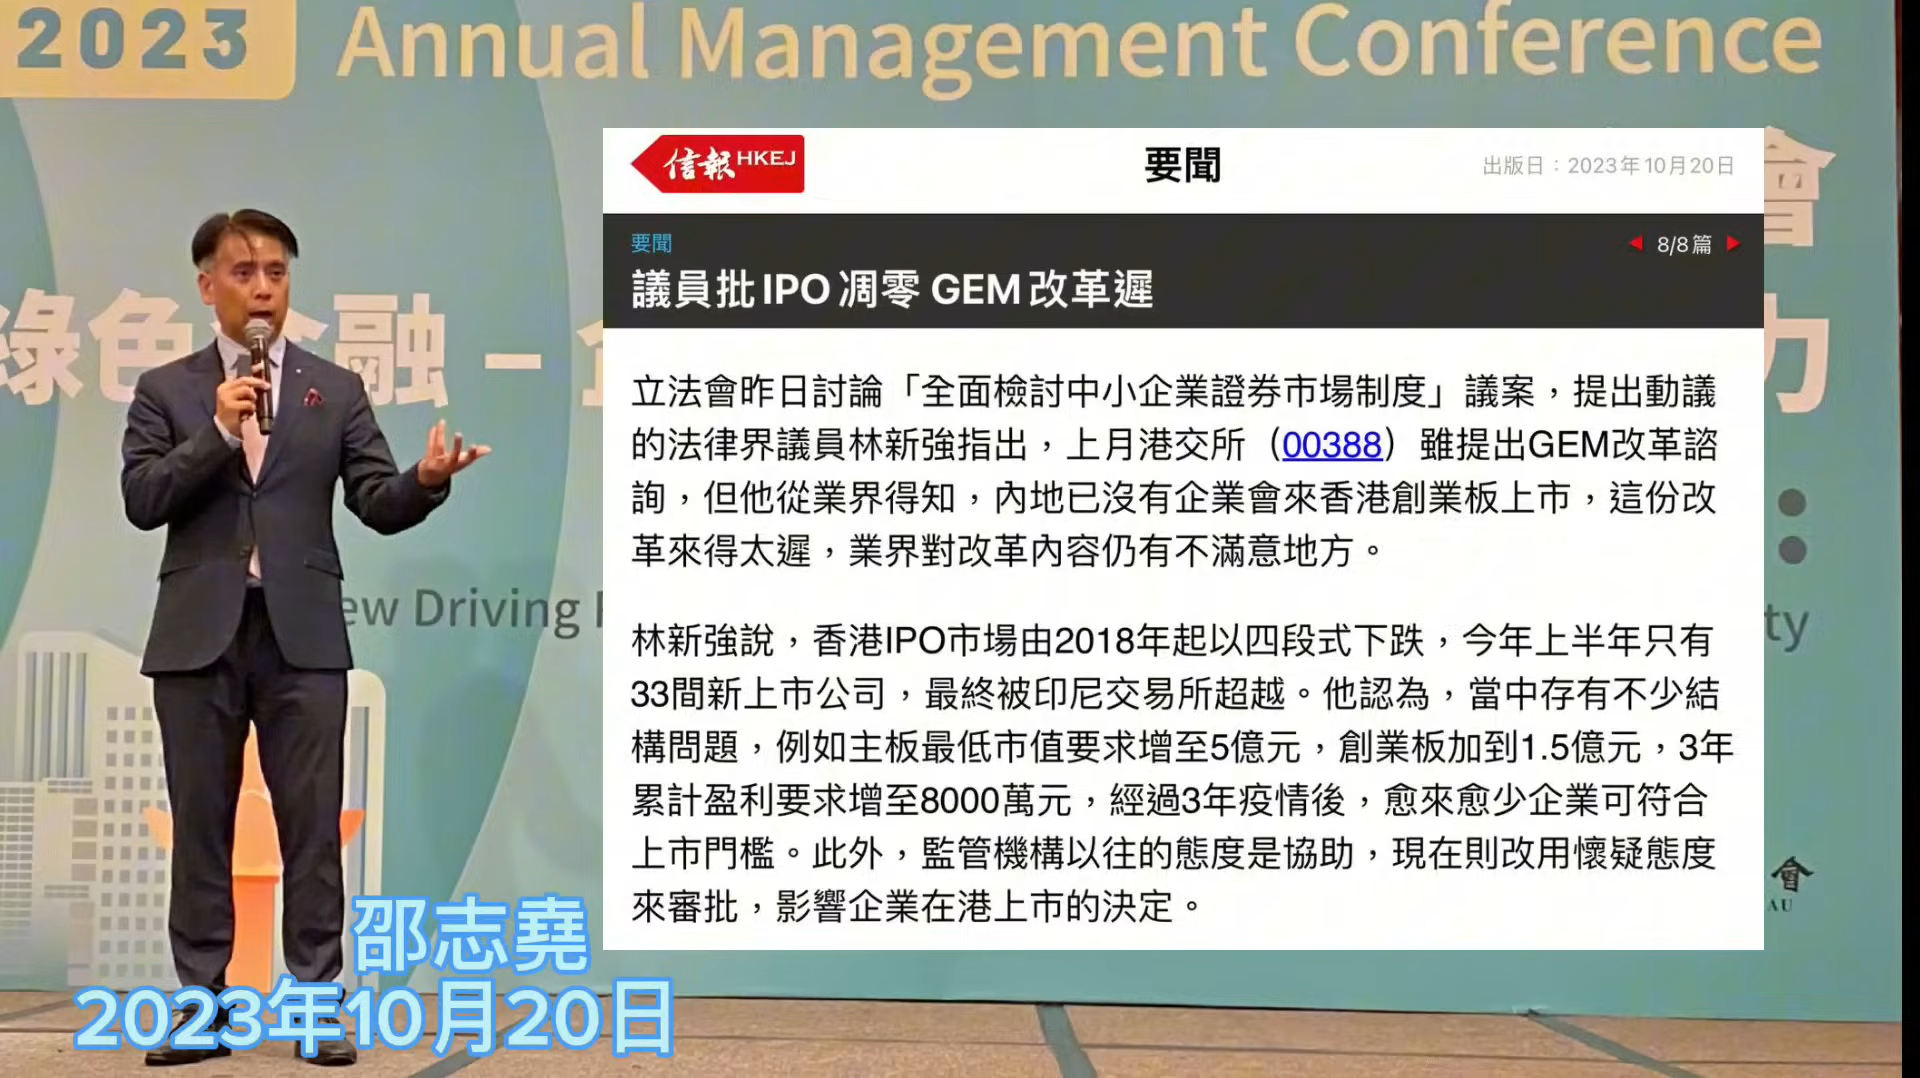 2023 Annual Management Conference
會
綠色金融 –
力
ew Driving
ty
會
AU
信報 HKEJ
要聞
出版日：2023年10月20日
要聞
8/8篇
議員批IPO凋零 GEM改革遲
立法會昨日討論「全面檢討中小企業證券市場制度」議案，提出動議
的法律界議員林新強指出，上月港交所（00388）雖提出GEM改革諮
詢，但他從業界得知，內地已沒有企業會來香港創業板上市，這份改
革來得太遲，業界對改革內容仍有不滿意地方。
林新強說，香港IPO市場由2018年起以四段式下跌，今年上半年只有
33間新上市公司，最終被印尼交易所超越。他認為，當中存有不少結
構問題，例如主板最低市值要求增至5億元，創業板加到1.5億元，3年
累計盈利要求增至8000萬元，經過3年疫情後，愈來愈少企業可符合
上市門檻。此外，監管機構以往的態度是協助，現在則改用懷疑態度
來審批，影響企業在港上市的決定。
邵志堯
2023年10月20日